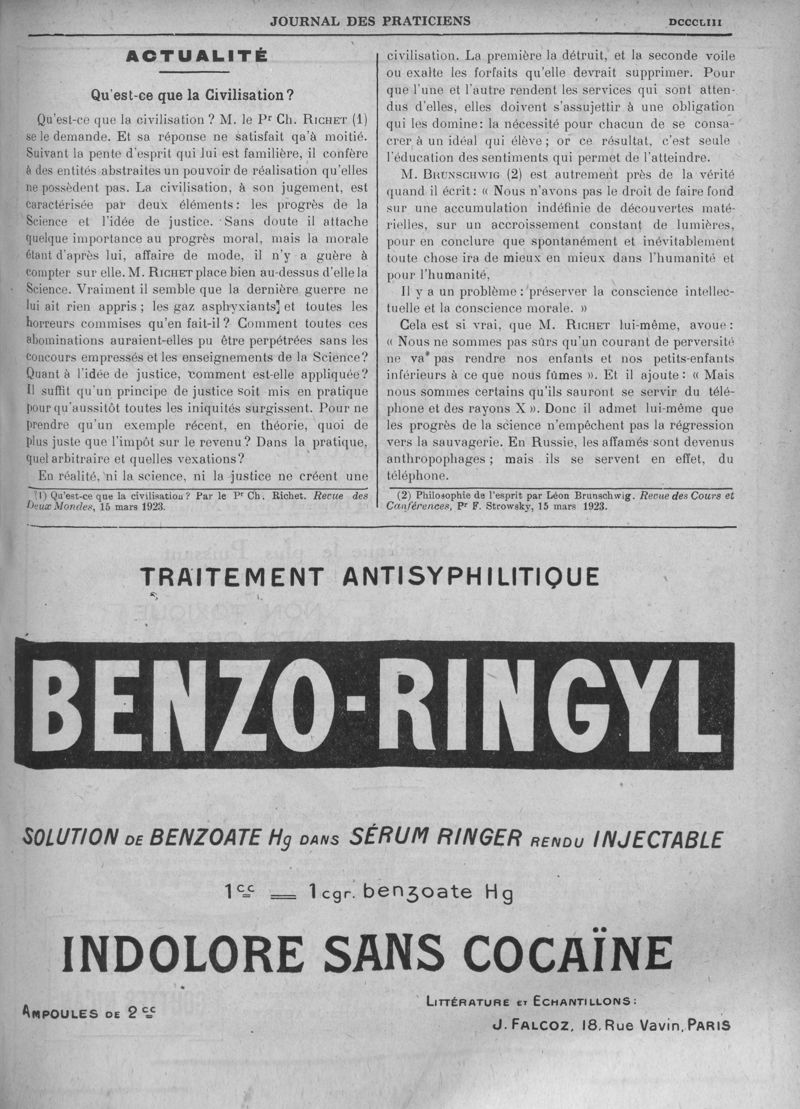 JOURNAL DES PRATICIENS
DCCCLIII
ACTUALITÉ
Qu'est-ce que la Civilisation ?
Qu'est-ce que la civilisation ? M. le Pr Ch. RICHET (1)
se le demande. Et sa réponse ne satisfait qa'à moitié.
Suivant la pente d'esprit qui lui est familière, il confère
à des entités abstraites un pouvoir de réalisation qu'elles
ne possèdent pas. La civilisation, à son jugement, est
caractérisée par deux éléments : les progrès de la
Science et l'idée de justice. Sans doute il attache
quelque importance au progrès moral, mais la morale
étant d'après lui, affaire de mode, il n'y a guère à
compter sur elle. M. RICHET place bien au-dessus d'elle la
Science. Vraiment il semble que la dernière guerre ne
lui ait rien appris ; les gaz asphyxiants] et toutes les
horreurs commises qu'en fait-il ? Comment toutes ces
abominations auraient-elles pu être perpétrées sans les
concours empressés et les enseignements de la Science ?
Quant à l'idée de justice, comment est-elle appliquée ?
Il suffit qu'un principe de justice soit mis en pratique
pour qu'aussitôt toutes les iniquités surgissent. Pour ne
prendre qu'un exemple récent, en théorie, quoi de
plus juste que l'impôt sur le revenu ? Dans la pratique,
quel arbitraire et quelles vexations ?
En réalité, ni la science, ni la justice ne créent une
(1) Qu'est-ce que la civilisation ? Par le Pr Ch. Richet. Revue des
Deux Mondes, 15 mars 1923.
civilisation. La première la détruit, et la seconde voile
ou exalte les forfaits qu'elle devrait supprimer. Pour
que l'une et l'autre rendent les services qui sont atten-
dus d'elles, elles doivent s'assujettir à une obligation
qui les domine : la nécessité pour chacun de se consa-
crer à un idéal qui élève ; or ce résultat, c'est seule
l'éducation des sentiments qui permet de l'atteindre.
M. BRUNSCHWIG (2) est autrement près de la vérité
quand il écrit : « Nous n'avons pas le droit de faire fond
sur une accumulation indéfinie de découvertes maté-
rielles, sur un accroissement constant de lumières,
pour en conclure que spontanément et inévitablement
toute chose ira de mieux en mieux dans l'humanité et
pour l'humanité,
Il y a un problème : préserver la conscience intellec-
tuelle et la conscience morale. »
Cela est si vrai, que M. RICHET lui-même, avoue :
« Nous ne sommes pas sûrs qu'un courant de perversité
ne va pas rendre nos enfants et nos petits-enfants
inférieurs à ce que nous fûmes ». Et il ajoute : « Mais
nous sommes certains qu'ils sauront se servir du télé-
phone et des rayons X ». Donc il admet lui-même que
les progrès de la science n'empêchent pas la régression
vers la sauvagerie. En Russie, les affamés sont devenus
anthropophages ; mais ils se servent en effet, du
téléphone.
(2) Philosophie de l'esprit par Léon Brunschwig. Revue des Cours et
Conférences, Pr F. Strowsky, 15 mars 1923.
TRAITEMENT ANTISYPHILITIQUE
BENZO-RINGYL
SOLUTION DE BENZOATE Hg DANS SÉRUM RINGER RENDU INJECTABLE
1cc = 1 cgr. benzoate Hg
INDOLORE SANS COCAÏNE
AMPOULES DE 2 cc
LITTÉRATURE ET ECHANTILLONS :
J. FALCOZ, 18, Rue Vavin, PARIS